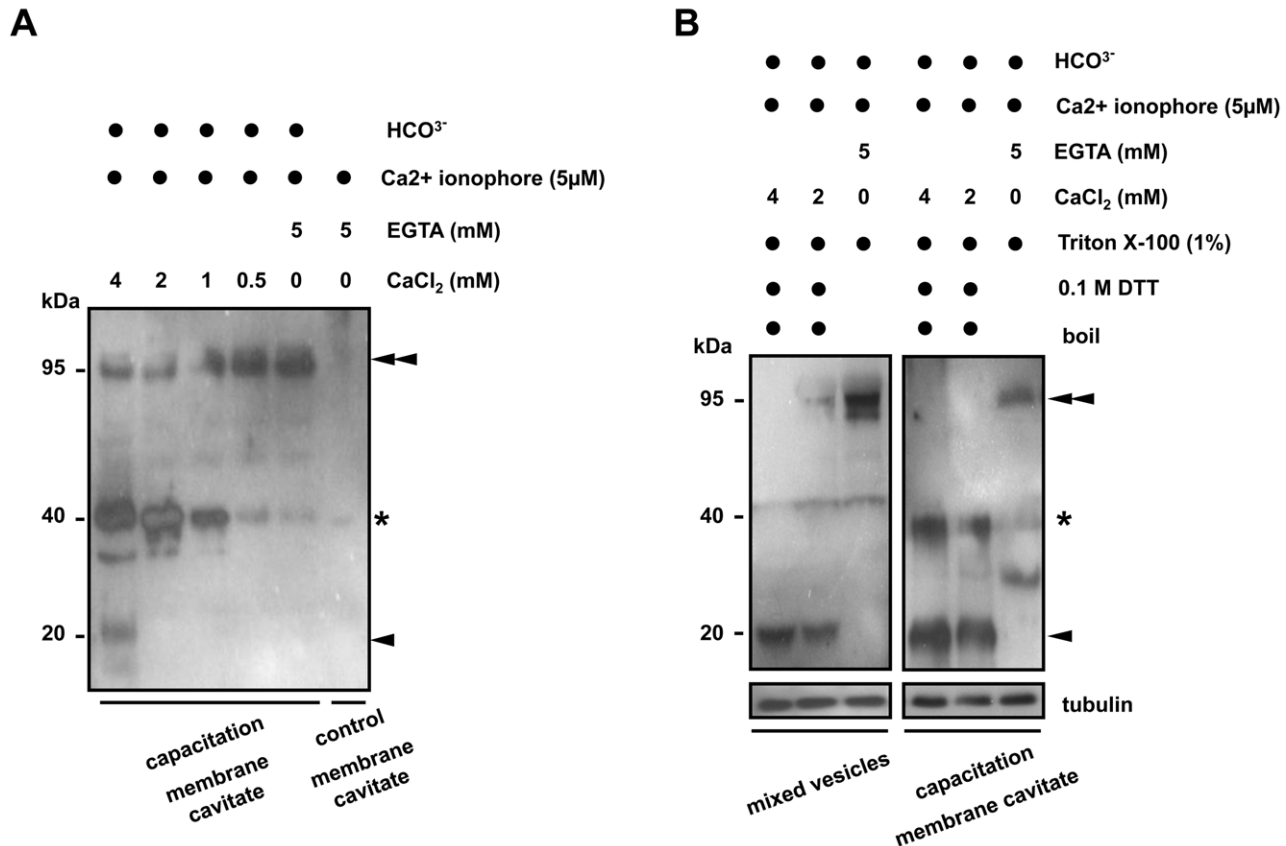 A
HCO³⁻
Ca2+ ionophore (5µM)
5 5 EGTA (mM)
4 2 1 0.5 0 0 CaCl₂ (mM)
kDa
95 -
40 - *
20 -
capacitation
membrane
cavitate
control
membrane
cavitate
B
HCO³⁻
Ca2+ ionophore (5µM)
5 5 EGTA (mM)
4 2 0 4 2 0 CaCl₂ (mM)
Triton X-100 (1%)
0.1 M DTT
boil
kDa
95 -
40 - *
20 -
tubulin
mixed vesicles
capacitation
membrane cavitate